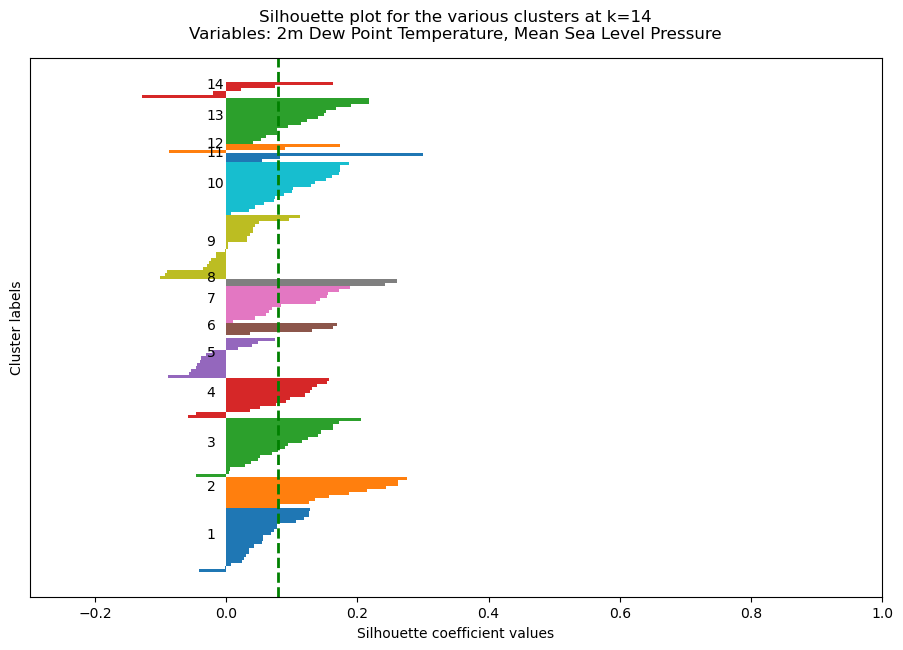 Silhouette plot for the various clusters at k=14
Variables: 2m Dew Point Temperature, Mean Sea Level Pressure
Cluster labels
14
13
12
11
10
9
8
7
6
5
4
3
2
1
−0.2 0.0 0.2 0.4 0.6 0.8 1.0
Silhouette coefficient values